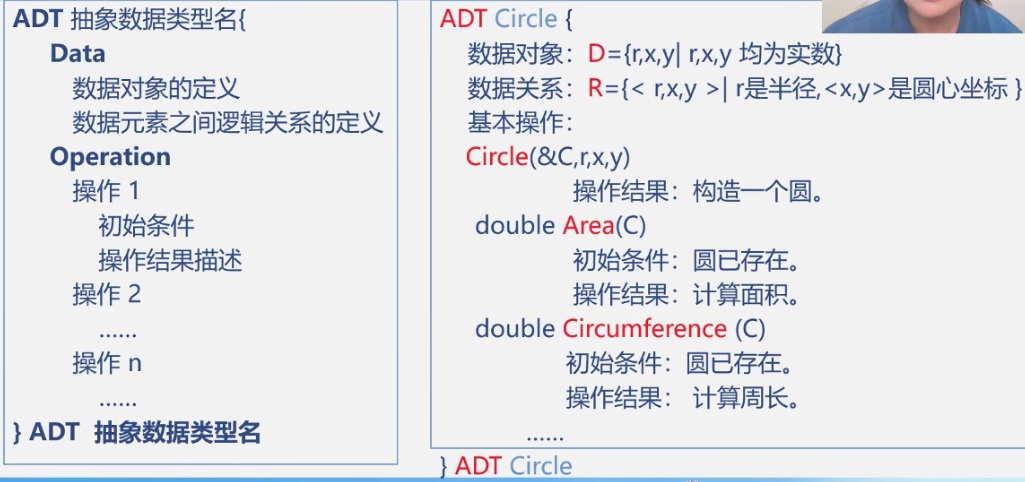 ADT 抽象数据类型名{
Data
数据对象的定义
数据元素之间逻辑关系的定义
Operation
操作 1
初始条件
操作结果描述
操作 2
......
操作 n
......
} ADT 抽象数据类型名
ADT Circle {
数据对象：D={r,x,y| r,x,y 均为实数}
数据关系：R={< r,x,y >| r是半径,<x,y>是圆心坐标 }
基本操作：
Circle(&C,r,x,y)
操作结果：构造一个圆。
double Area(C)
初始条件：圆已存在。
操作结果：计算面积。
double Circumference (C)
初始条件：圆已存在。
操作结果： 计算周长。
......
} ADT Circle